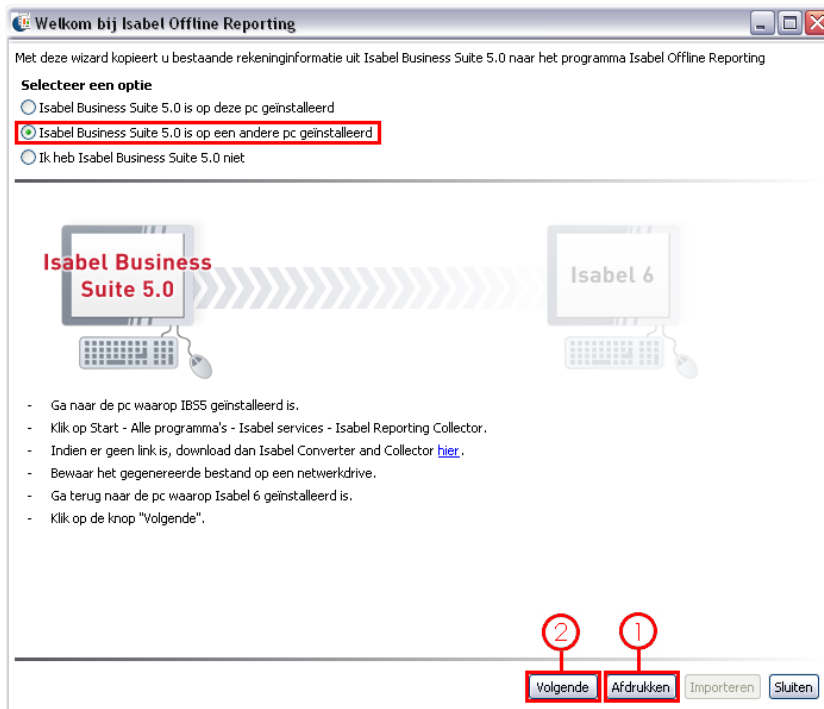 Welkom bij Isabel Offline Reporting
Met deze wizard kopieert u bestaande rekeninginformatie uit Isabel Business Suite 5.0 naar het programma Isabel Offline Reporting
Selecteer een optie
Isabel Business Suite 5.0 is op deze pc geïnstalleerd
Isabel Business Suite 5.0 is op een andere pc geïnstalleerd
Ik heb Isabel Business Suite 5.0 niet
Isabel Business
Suite 5.0
Isabel 6
- Ga naar de pc waarop IBS5 geïnstalleerd is.
- Klik op Start - Alle programma's - Isabel services - Isabel Reporting Collector.
- Indien er geen link is, download dan Isabel Converter and Collector hier.
- Bewaar het gegenereerde bestand op een netwerkdrive.
- Ga terug naar de pc waarop Isabel 6 geïnstalleerd is.
- Klik op de knop "Volgende".
2 1
Volgende Afdrukken Importeren Sluiten